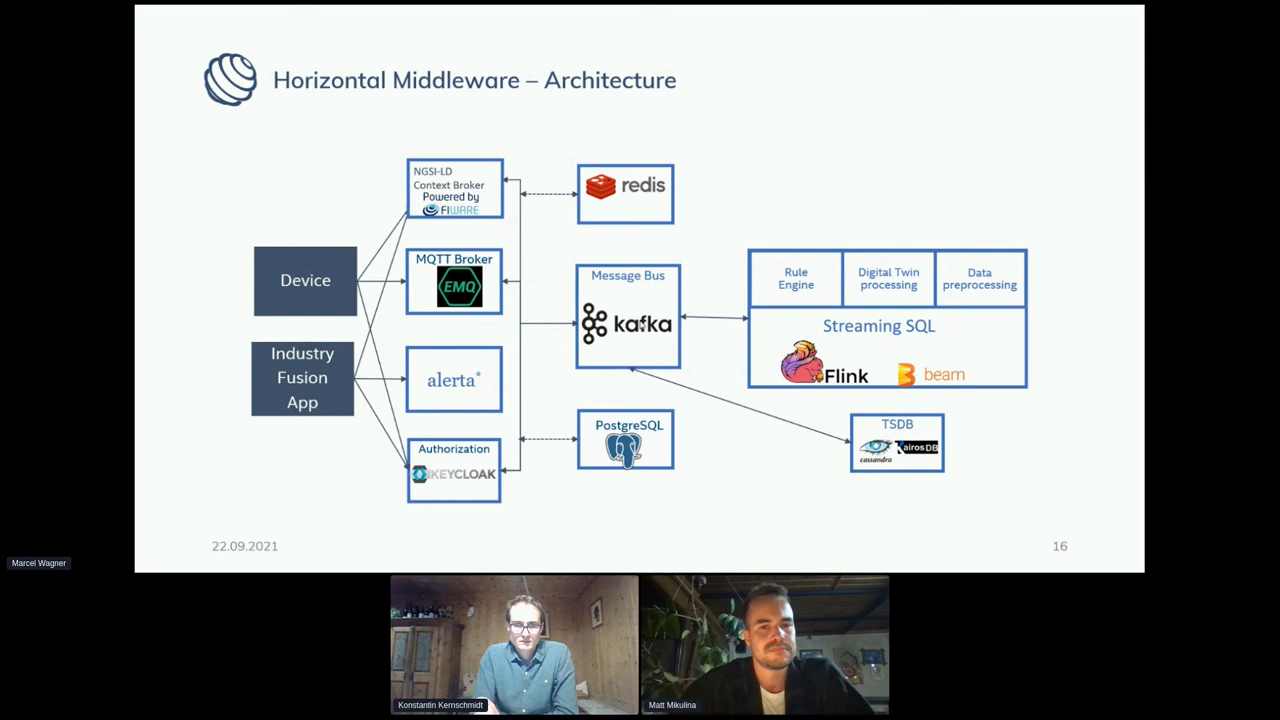 Horizontal Middleware – Architecture
NGSI-LD
Context Broker
Powered by
FIWARE
redis
Device
MQTT Broker
EMQ
Message Bus
kafka
Rule
Engine
Digital Twin
processing
Data
preprocessing
Streaming SQL
Flink
beam
Industry
Fusion
App
alerta*
Authorization
KEYCLOAK
PostgreSQL
TSDB
cassandra
KairosDB
22.09.2021
16
Marcel Wagner
Konstantin Kernschmidt
Matt Mikulina